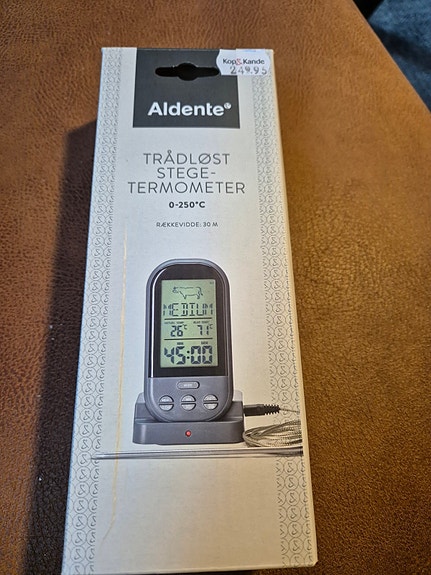 Kop&Kande
249.95
Aldente
TRÅDLØST
STEGE-
TERMOMETER
0-250°C
RÆKKEVIDDE: 30 M
MEDIUM
26°C 71°C
45:00